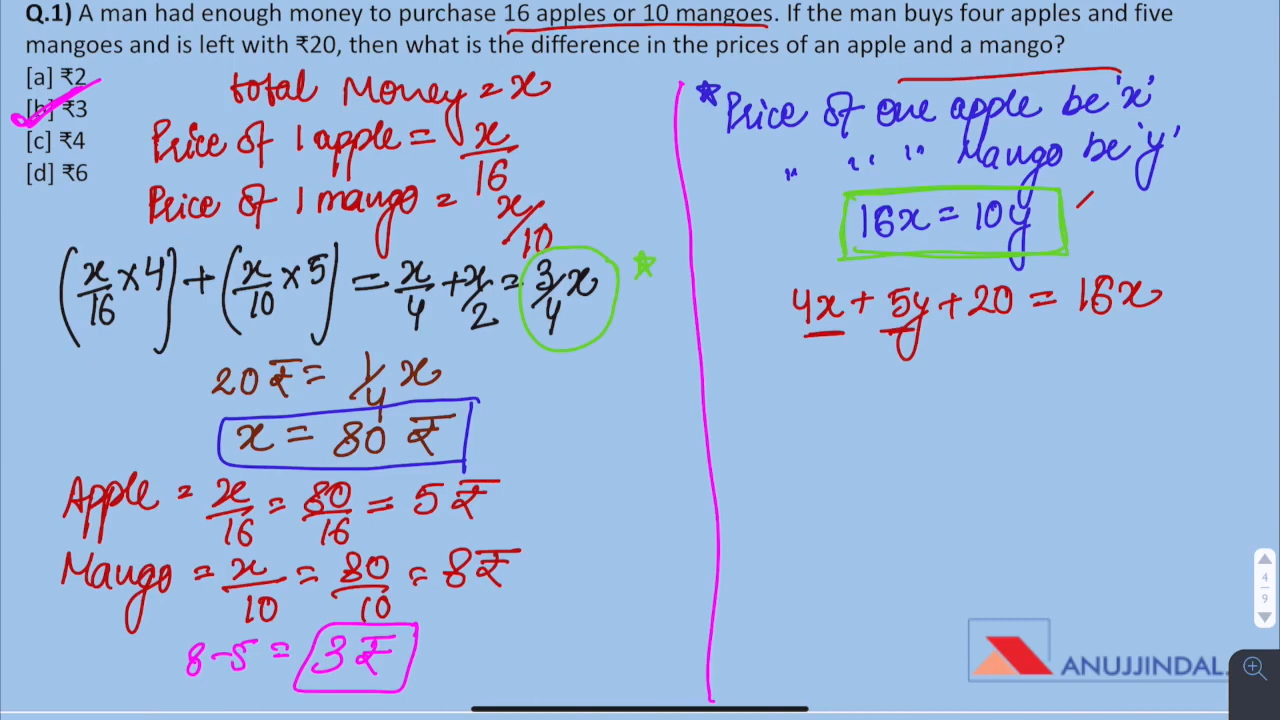 Q.1) A man had enough money to purchase 16 apples or 10 mangoes. If the man buys four apples and five
mangoes and is left with ₹20, then what is the difference in the prices of an apple and a mango?
[a] ₹2
[b] ₹3
[c] ₹4
[d] ₹6
total Money = x
Price of 1 apple = x/16
Price of 1 mango = x/10
(x/16 × 4) + (x/10 × 5) = x/4 + x/2 = 3/4 x
20 ₹ = 1/4 x
x = 80 ₹
Apple = x/16 = 80/16 = 5 ₹
Mango = x/10 = 80/10 = 8 ₹
8 - 5 = 3 ₹
Price of one apple be 'x'
" " " Mango be 'y'
16x = 10y
4x + 5y + 20 = 16x
4
9
ANUJJINDAL.